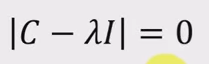 |C − λI| = 0